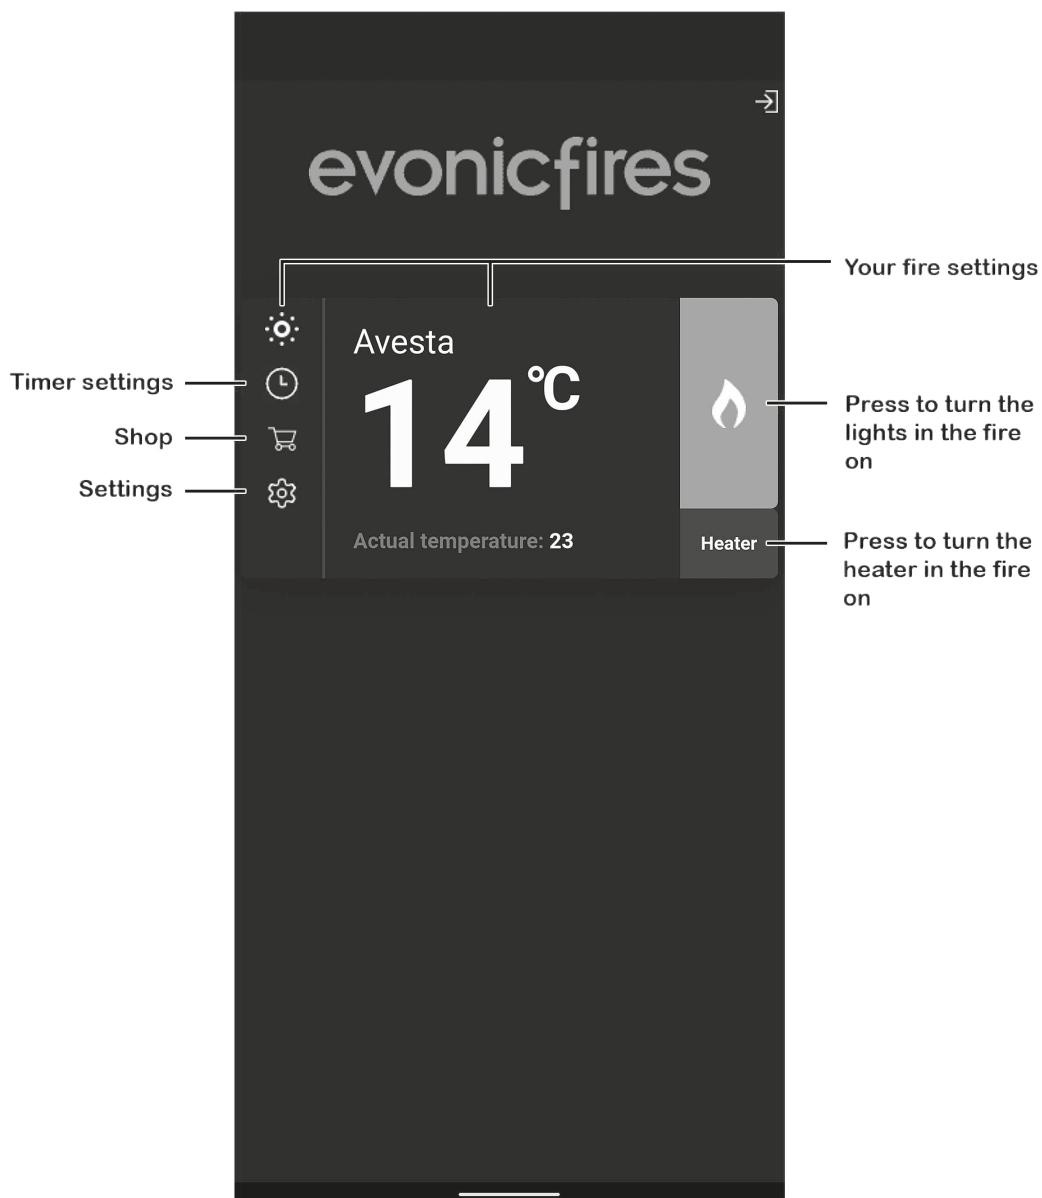 evonicfires
Your fire settings
Avesta
14°C
Timer settings
Press to turn the
lights in the fire
on
Shop
Settings
Actual temperature: 23
Heater
Press to turn the
heater in the fire
on